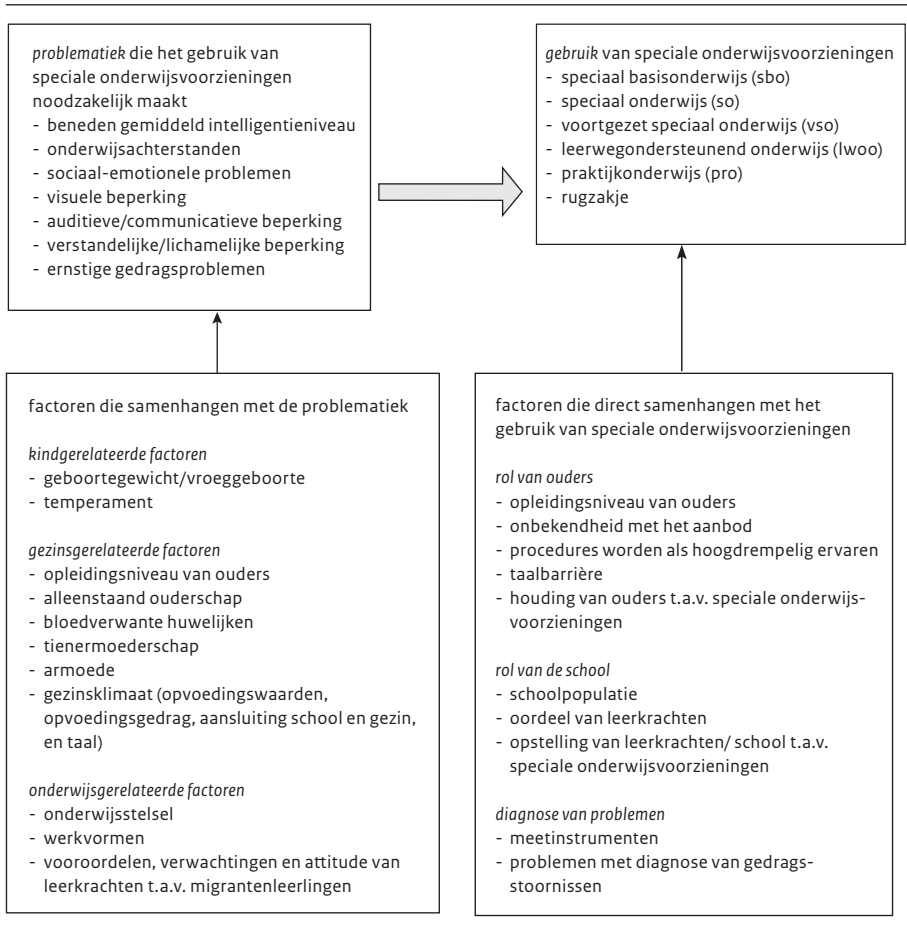 problematiek die het gebruik van
speciale onderwijsvoorzieningen
noodzakelijk maakt
- beneden gemiddeld intelligentieniveau
- onderwijsachterstanden
- sociaal-emotionele problemen
- visuele beperking
- auditieve/communicatieve beperking
- verstandelijke/lichamelijke beperking
- ernstige gedragsproblemen
gebruik van speciale onderwijsvoorzieningen
- speciaal basisonderwijs (sbo)
- speciaal onderwijs (so)
- voortgezet speciaal onderwijs (vso)
- leerwegondersteunend onderwijs (lwoo)
- praktijkonderwijs (pro)
- rugzakje
factoren die samenhangen met de problematiek
kindgerelateerde factoren
- geboortegewicht/vroeggeboorte
- temperament
gezinsgerelateerde factoren
- opleidingsniveau van ouders
- alleenstaand ouderschap
- bloedverwante huwelijken
- tienermoederschap
- armoede
- gezinsklimaat (opvoedingswaarden,
opvoedingsgedrag, aansluiting school en gezin,
en taal)
onderwijsgerelateerde factoren
- onderwijsstelsel
- werkvormen
- vooroordelen, verwachtingen en attitude van
leerkrachten t.a.v. migrantenleerlingen
factoren die direct samenhangen met het
gebruik van speciale onderwijsvoorzieningen
rol van ouders
- opleidingsniveau van ouders
- onbekendheid met het aanbod
- procedures worden als hoogdrempelig ervaren
- taalbarrière
- houding van ouders t.a.v. speciale onderwijs-
voorzieningen
rol van de school
- schoolpopulatie
- oordeel van leerkrachten
- opstelling van leerkrachten/ school t.a.v.
speciale onderwijsvoorzieningen
diagnose van problemen
- meetinstrumenten
- problemen met diagnose van gedrags-
stoornissen